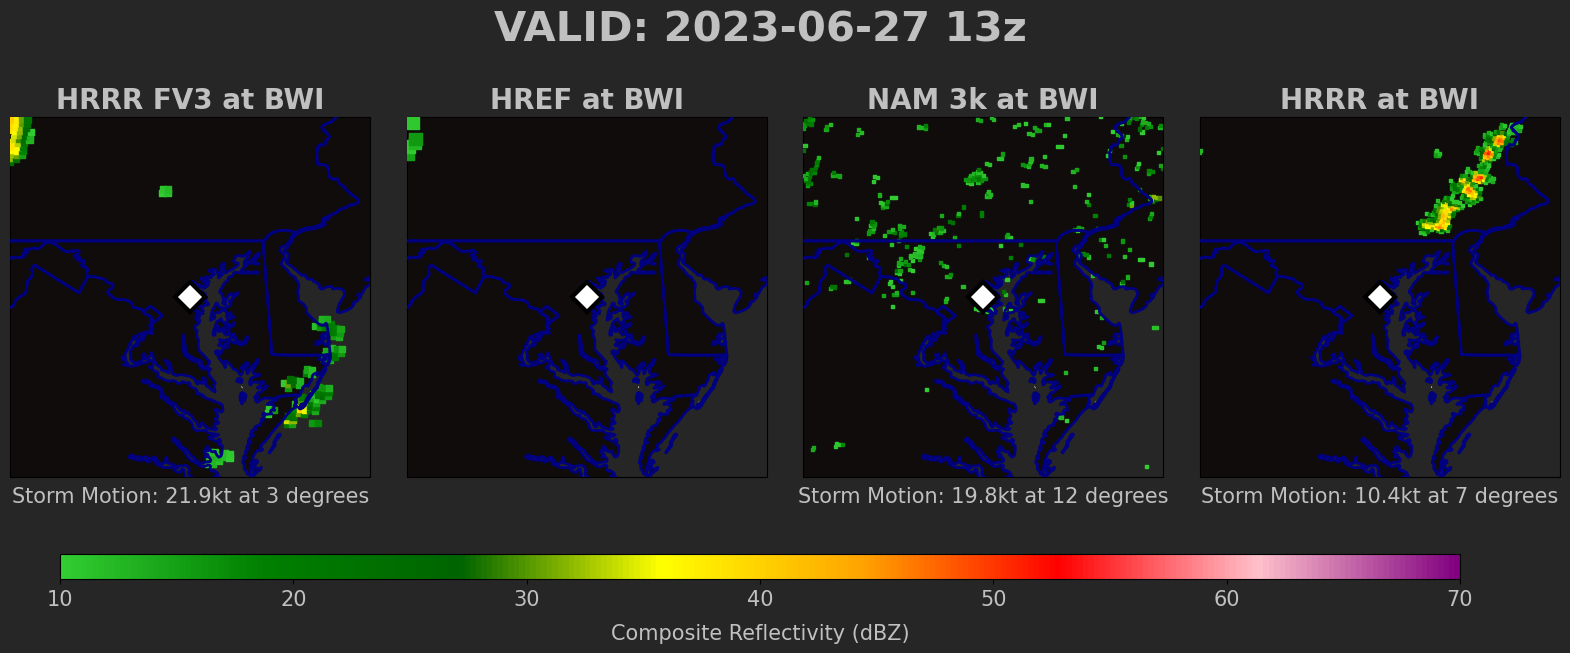 VALID: 2023-06-27 13z
HRRR FV3 at BWI
HREF at BWI
NAM 3k at BWI
HRRR at BWI
Storm Motion: 21.9kt at 3 degrees
Storm Motion: 19.8kt at 12 degrees
Storm Motion: 10.4kt at 7 degrees
10 20 30 40 50 60 70
Composite Reflectivity (dBZ)